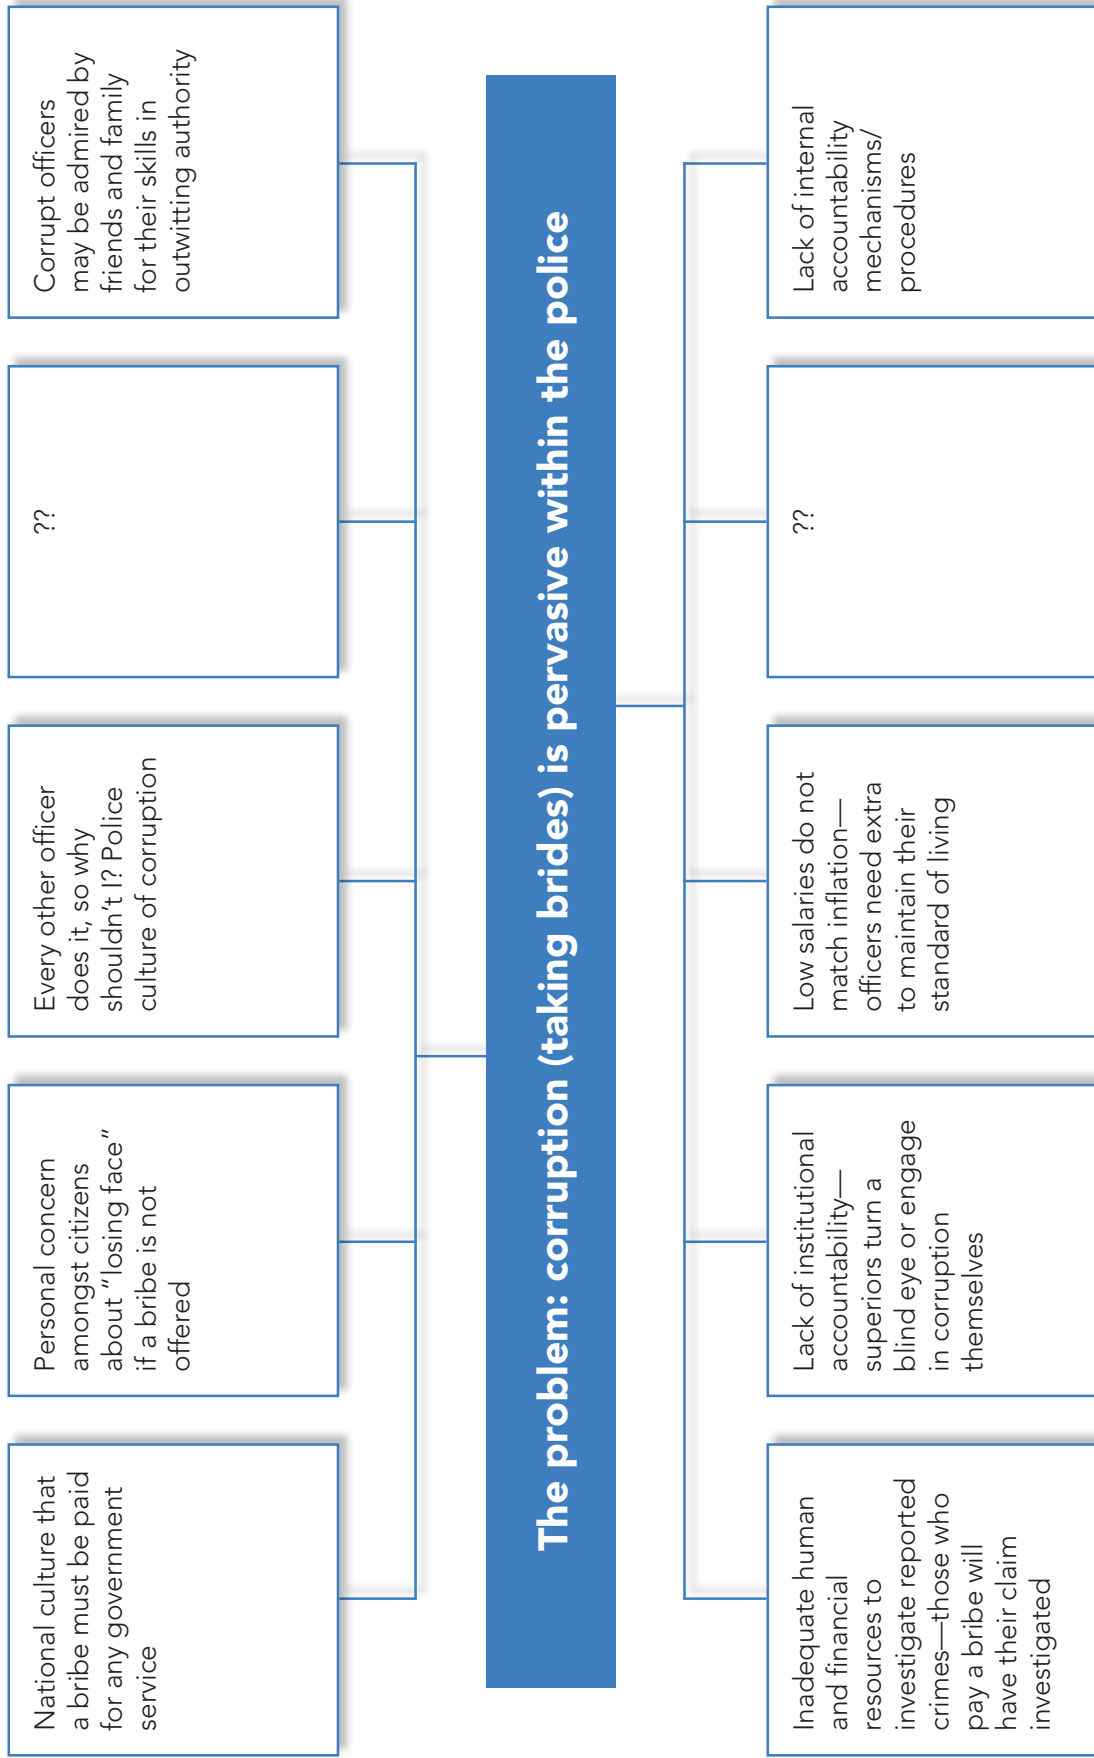 National culture that
a bribe must be paid
for any government
service
Personal concern
amongst citizens
about “losing face”
if a bribe is not
offered
Every other officer
does it, so why
shouldn’t I? Police
culture of corruption
??
Corrupt officers
may be admired by
friends and family
for their skills in
outwitting authority
The problem: corruption (taking brides) is pervasive within the police
Inadequate human
and financial
resources to
investigate reported
crimes—those who
pay a bribe will
have their claim
investigated
Lack of institutional
accountability—
superiors turn a
blind eye or engage
in corruption
themselves
Low salaries do not
match inflation—
officers need extra
to maintain their
standard of living
??
Lack of internal
accountability
mechanisms/
procedures